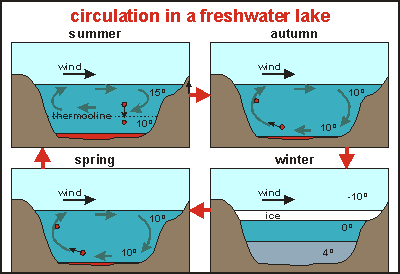 circulation in a freshwater lake
summer
autumn
wind
15º
thermocline
10º
wind
10º
10º
spring
winter
wind
10º
10º
wind
-10º
ice
0º
4º